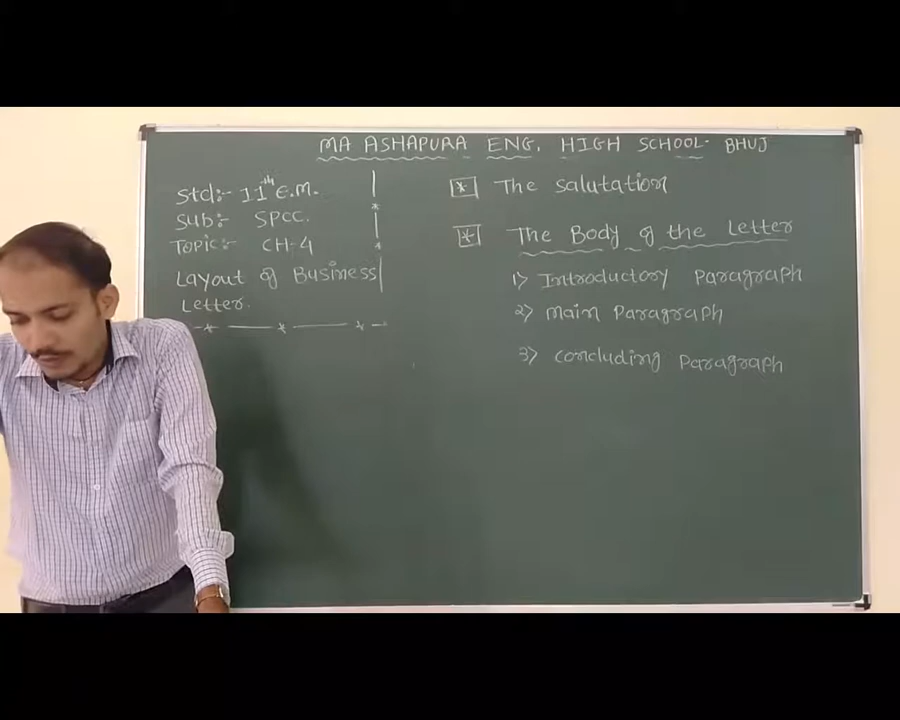 MA ASHAPURA ENG. HIGH SCHOOL- BHUJ
Std:- 11th E.M.
Sub:- SPCC.
Topic:- CH-4
Layout of Business
Letter.
The Salutation
The Body of the Letter
1> Introductory Paragraph
2> Main Paragraph
3> concluding Paragraph